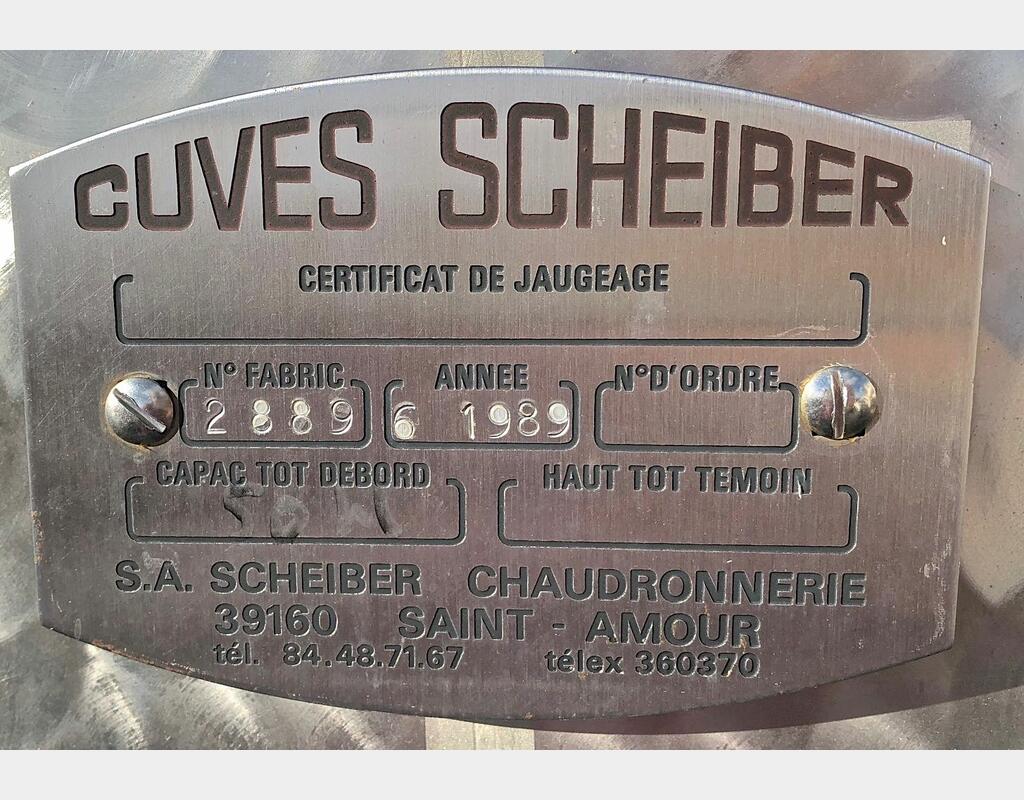 CUVES SCHEIBER
CERTIFICAT DE JAUGEAGE
N° FABRIC ANNEE N° D'ORDRE
2889 6 1989
CAPAC TOT DEBORD HAUT TOT TEMOIN
S.A. SCHEIBER CHAUDRONNERIE
39160 SAINT - AMOUR
tél. 84.48.71.67 télex 360370